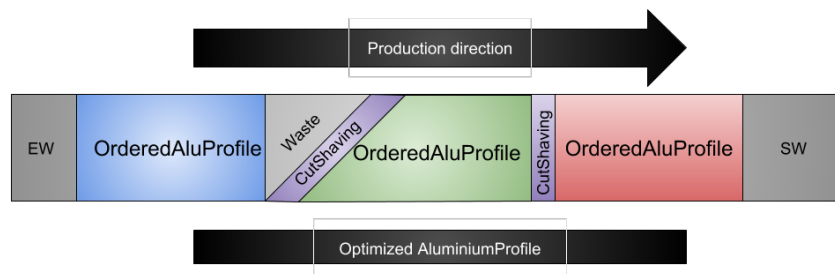 Production direction
EW
OrderedAluProfile
Waste
CutShaving
OrderedAluProfile
CutShaving
OrderedAluProfile
SW
Optimized AluminiumProfile